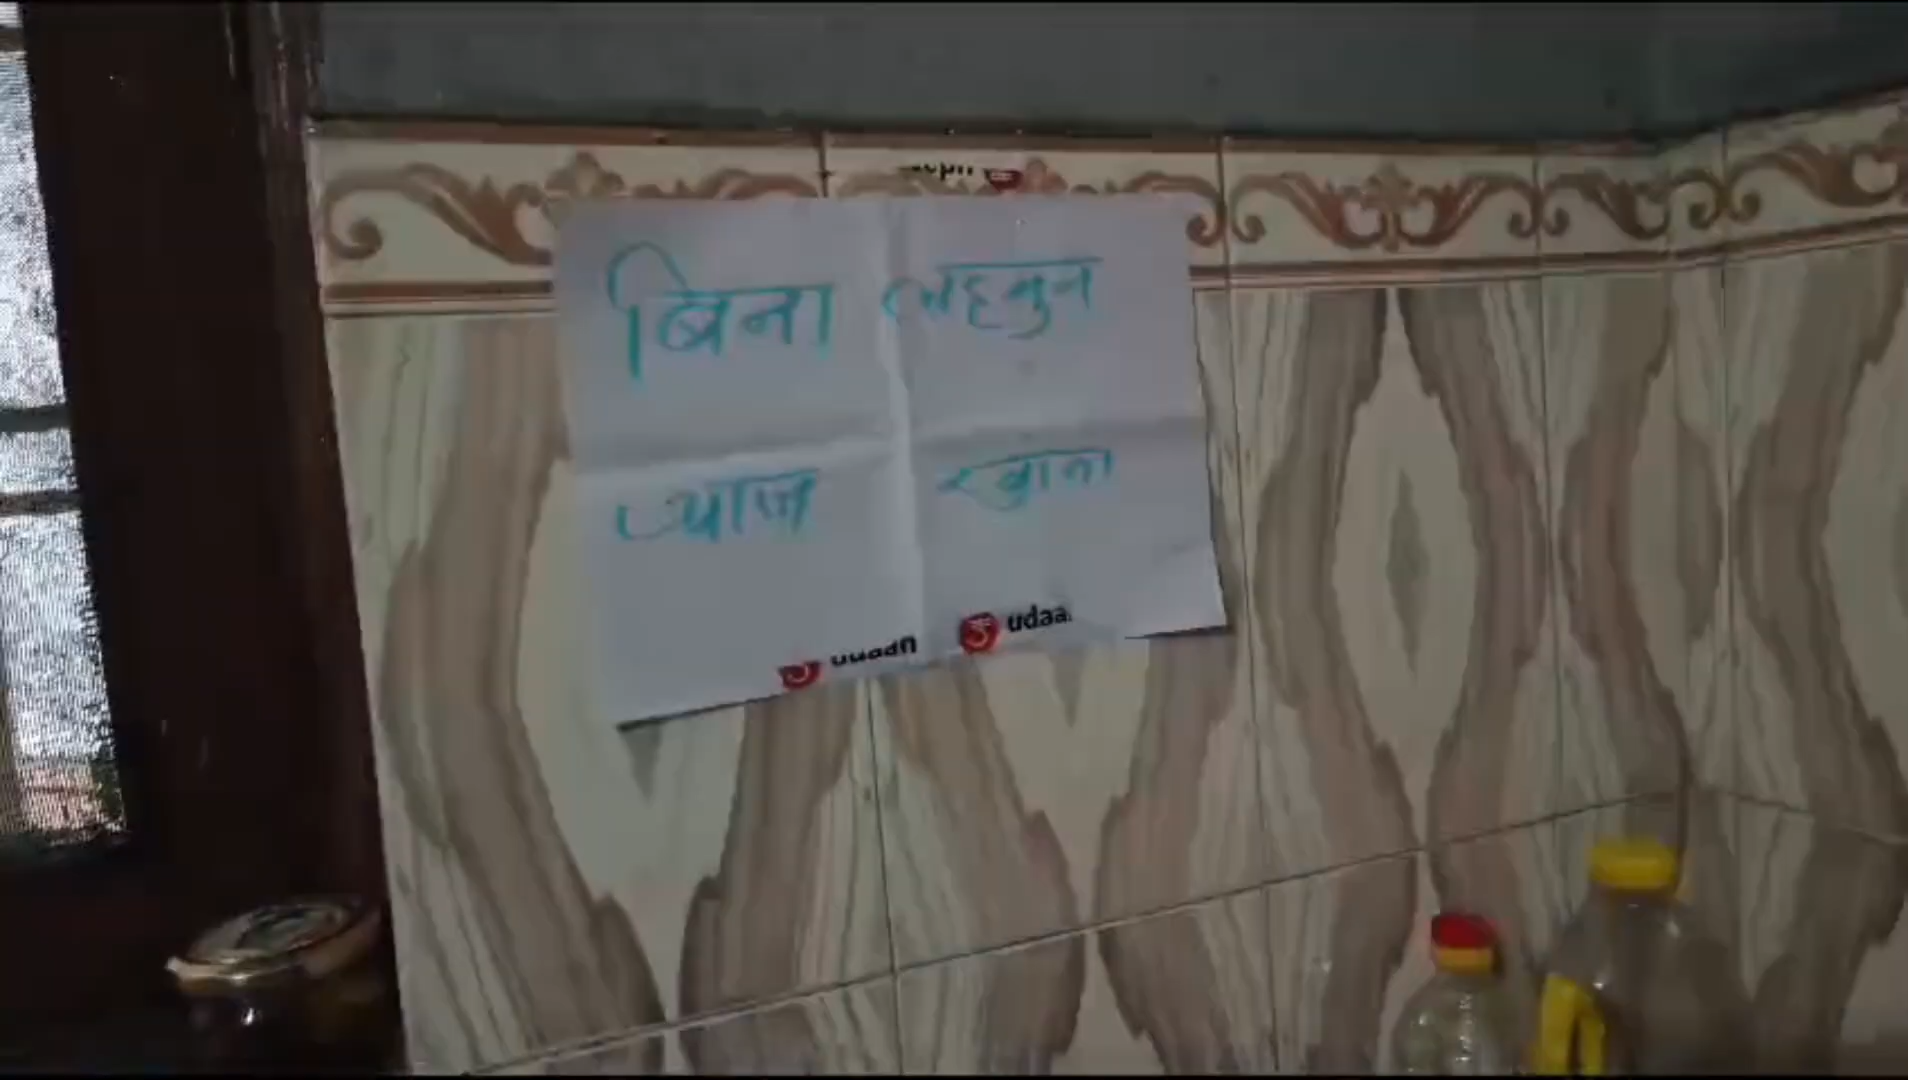 बिना लहसुन
प्याज खाना
udaan udaan